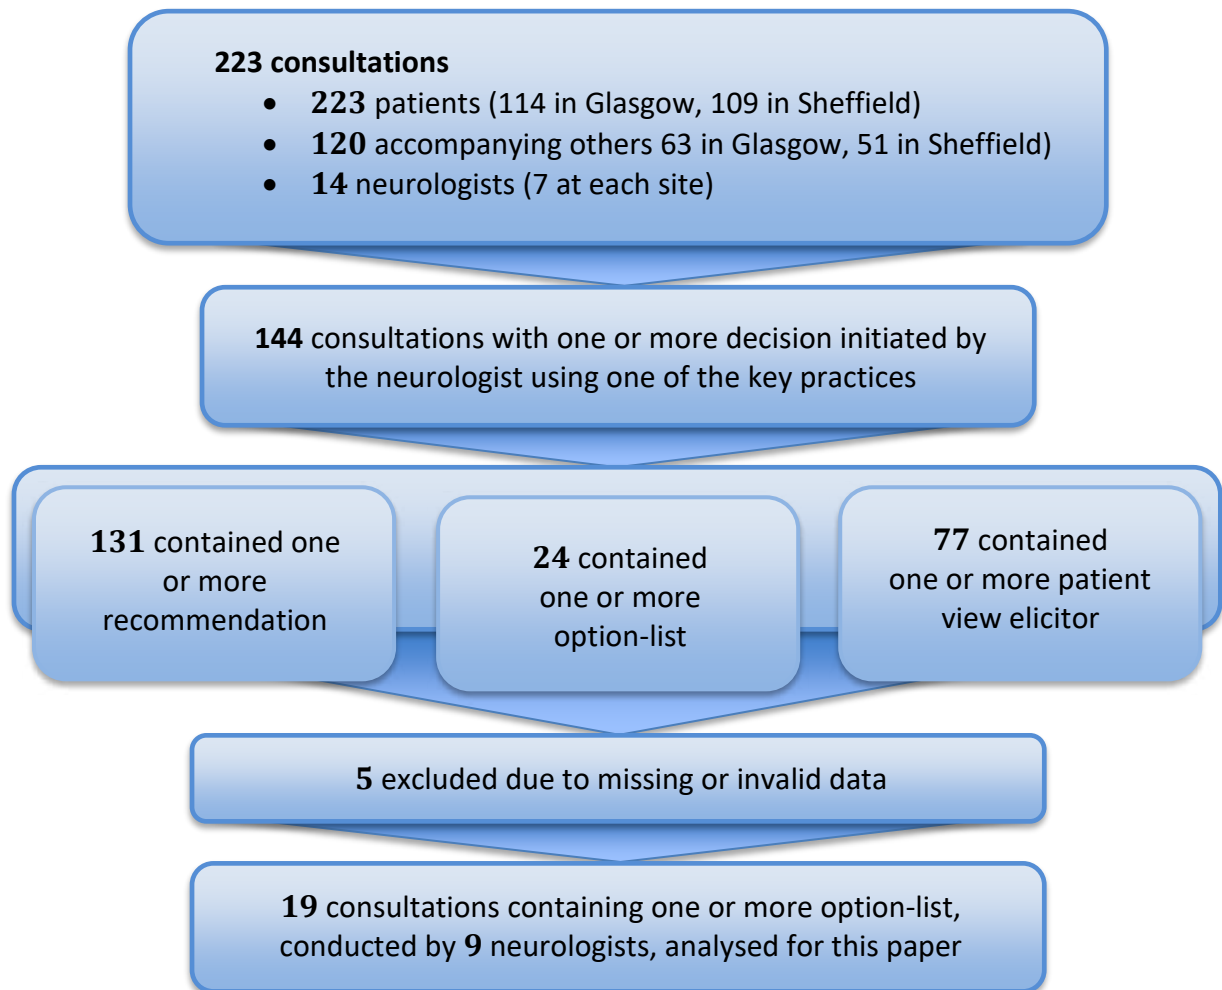 223 consultations
• 223 patients (114 in Glasgow, 109 in Sheffield)
• 120 accompanying others 63 in Glasgow, 51 in Sheffield)
• 14 neurologists (7 at each site)
144 consultations with one or more decision initiated by
the neurologist using one of the key practices
131 contained one
or more
recommendation
24 contained
one or more
option-list
77 contained
one or more patient
view elicitor
5 excluded due to missing or invalid data
19 consultations containing one or more option-list,
conducted by 9 neurologists, analysed for this paper